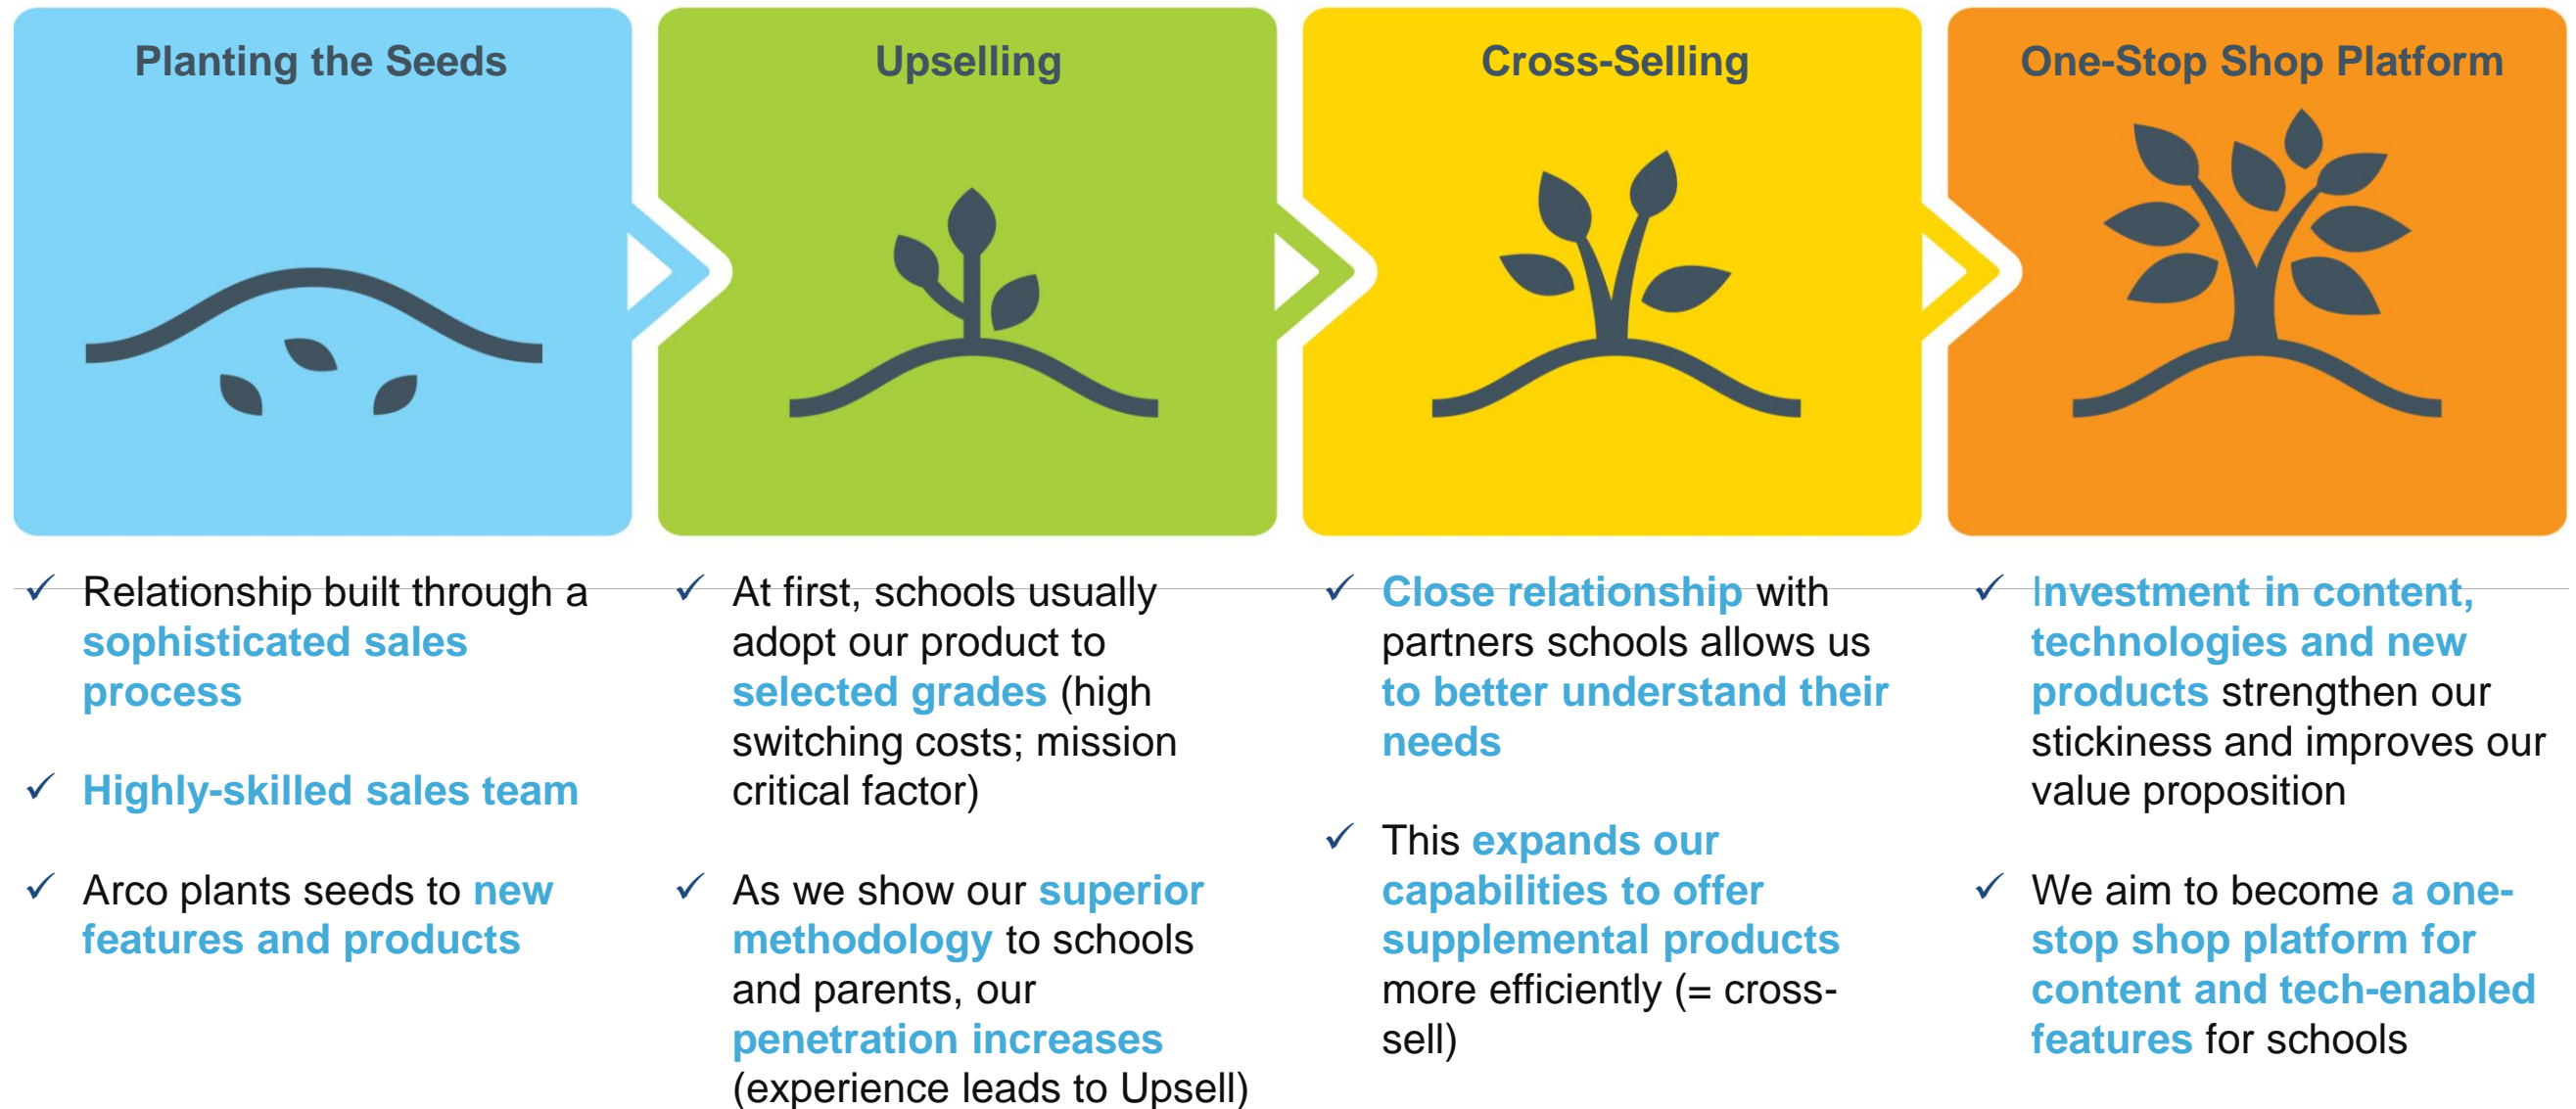 Planting the Seeds
Upselling
Cross-Selling
One-Stop Shop Platform
✓ Relationship built through a
sophisticated sales
process
✓ Highly-skilled sales team
✓ Arco plants seeds to new
features and products
✓ At first, schools usually
adopt our product to
selected grades (high
switching costs; mission
critical factor)
✓ As we show our superior
methodology to schools
and parents, our
penetration increases
(experience leads to Upsell)
✓ Close relationship with
partners schools allows us
to better understand their
needs
✓ This expands our
capabilities to offer
supplemental products
more efficiently (= cross-
sell)
✓ Investment in content,
technologies and new
products strengthen our
stickiness and improves our
value proposition
✓ We aim to become a one-
stop shop platform for
content and tech-enabled
features for schools